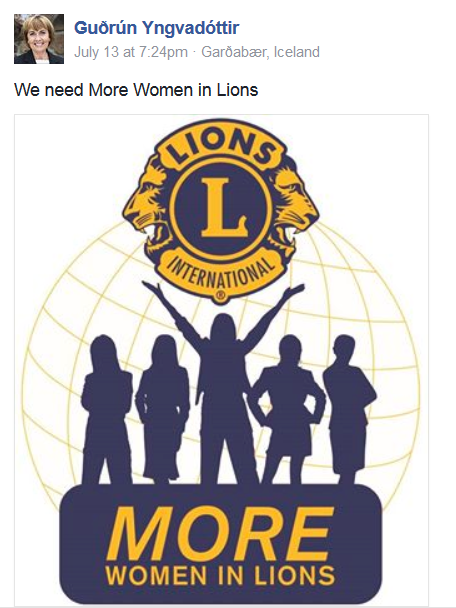 Guðrún Yngvadóttir
July 13 at 7:24pm · Garðabær, Iceland
We need More Women in Lions
LIONS
L
INTERNATIONAL
®
MORE
WOMEN IN LIONS